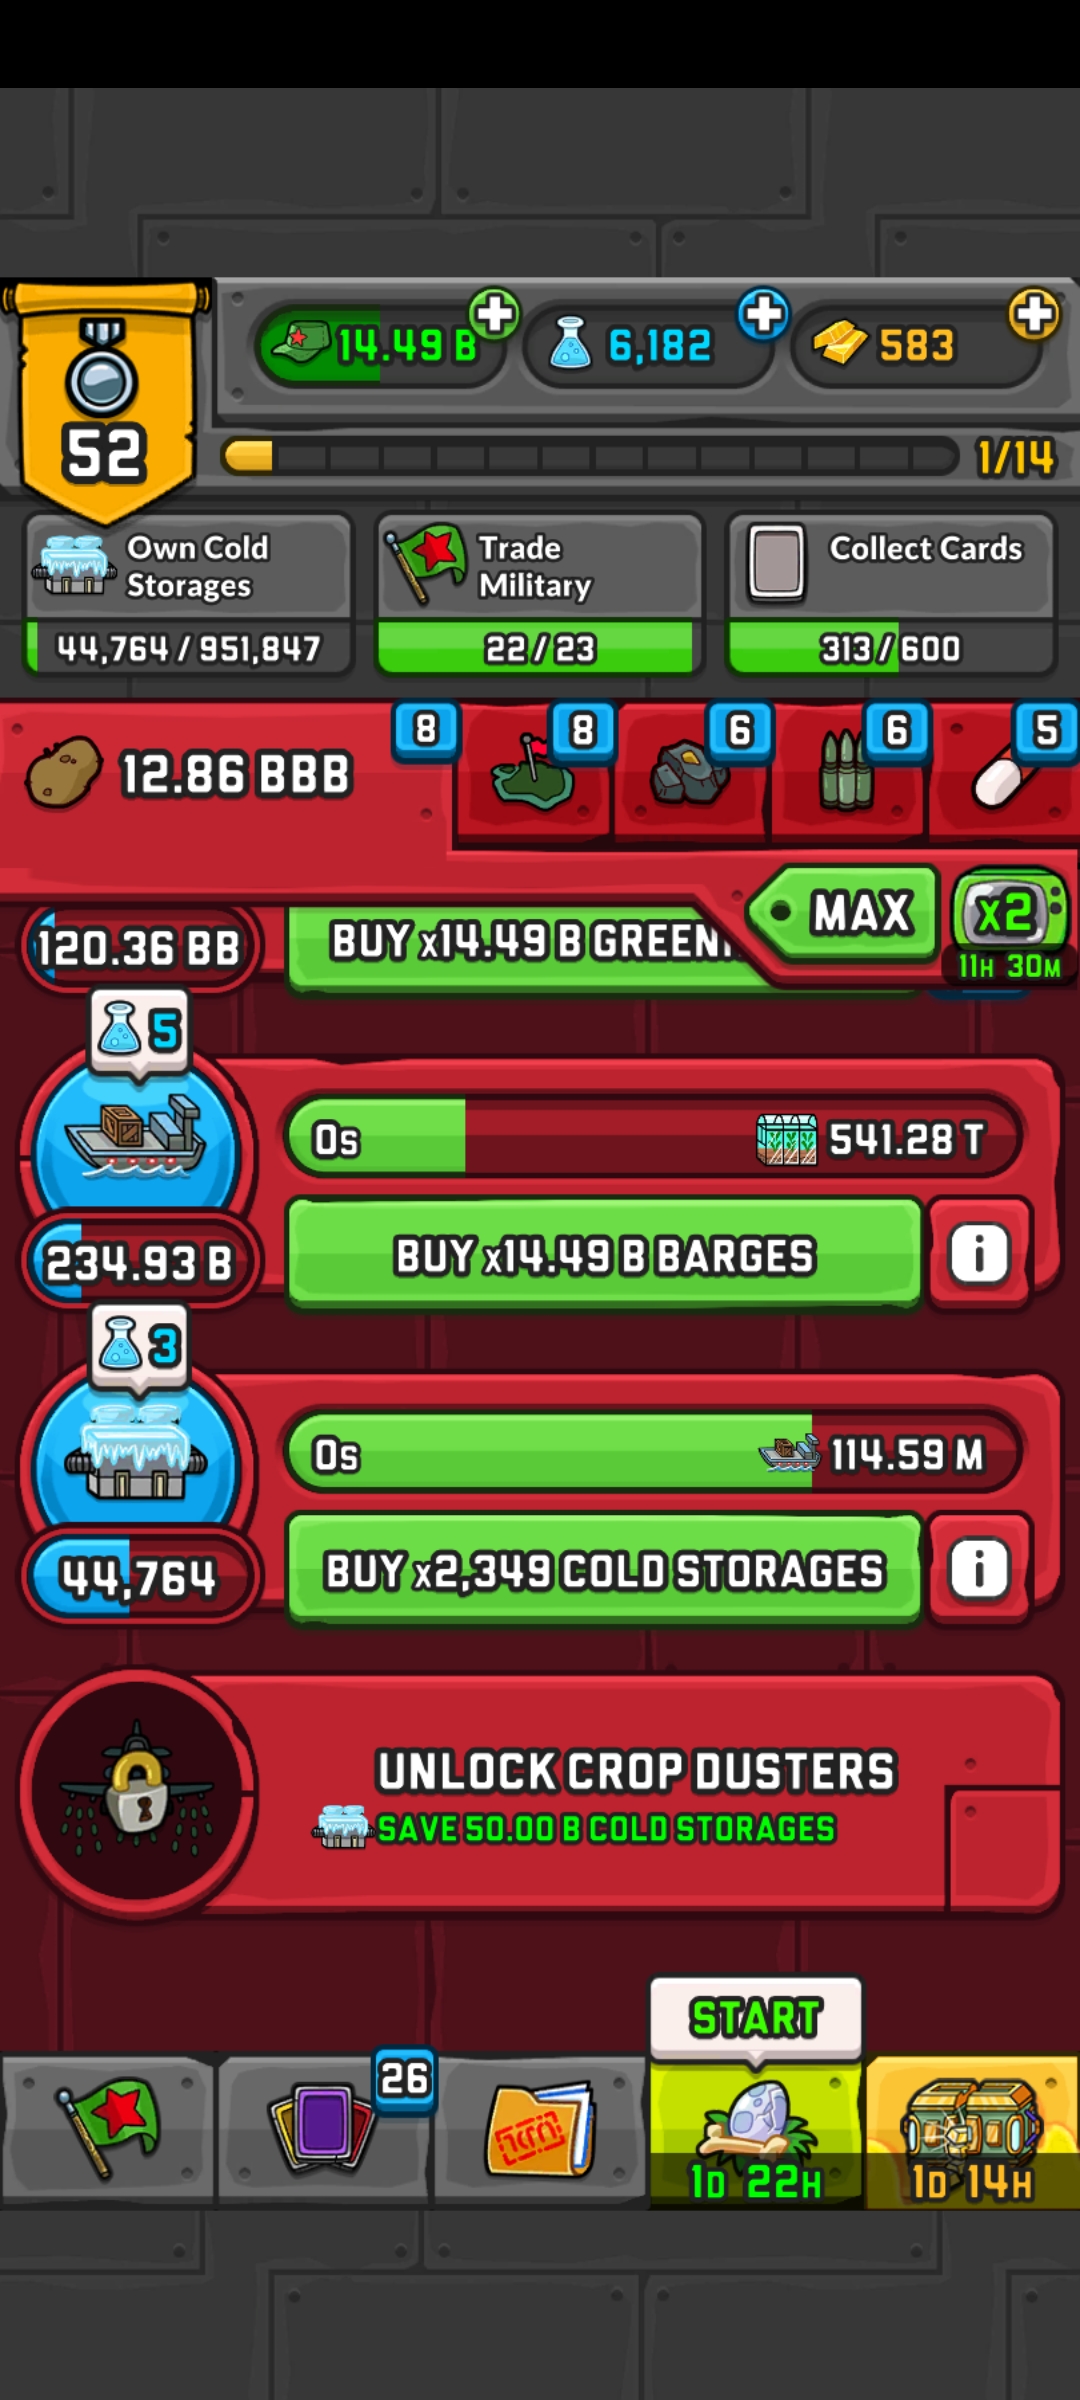 14.49 B
6,182
583
52
1/14
Own Cold
Storages
44,764 / 951,847
Trade
Military
22 / 23
Collect Cards
313 / 600
12.86 BBB
8
8
6
6
5
MAX
x2
11H 30M
120.36 BB
BUY x14.49 B
5
0s
541.28 T
234.93 B
BUY x14.49 B BARGES
i
3
0s
114.59 M
44,764
BUY x2,349 COLD STORAGES
i
UNLOCK CROP DUSTERS
SAVE 50.00 B COLD STORAGES
START
26
1D 22H
1D 14H